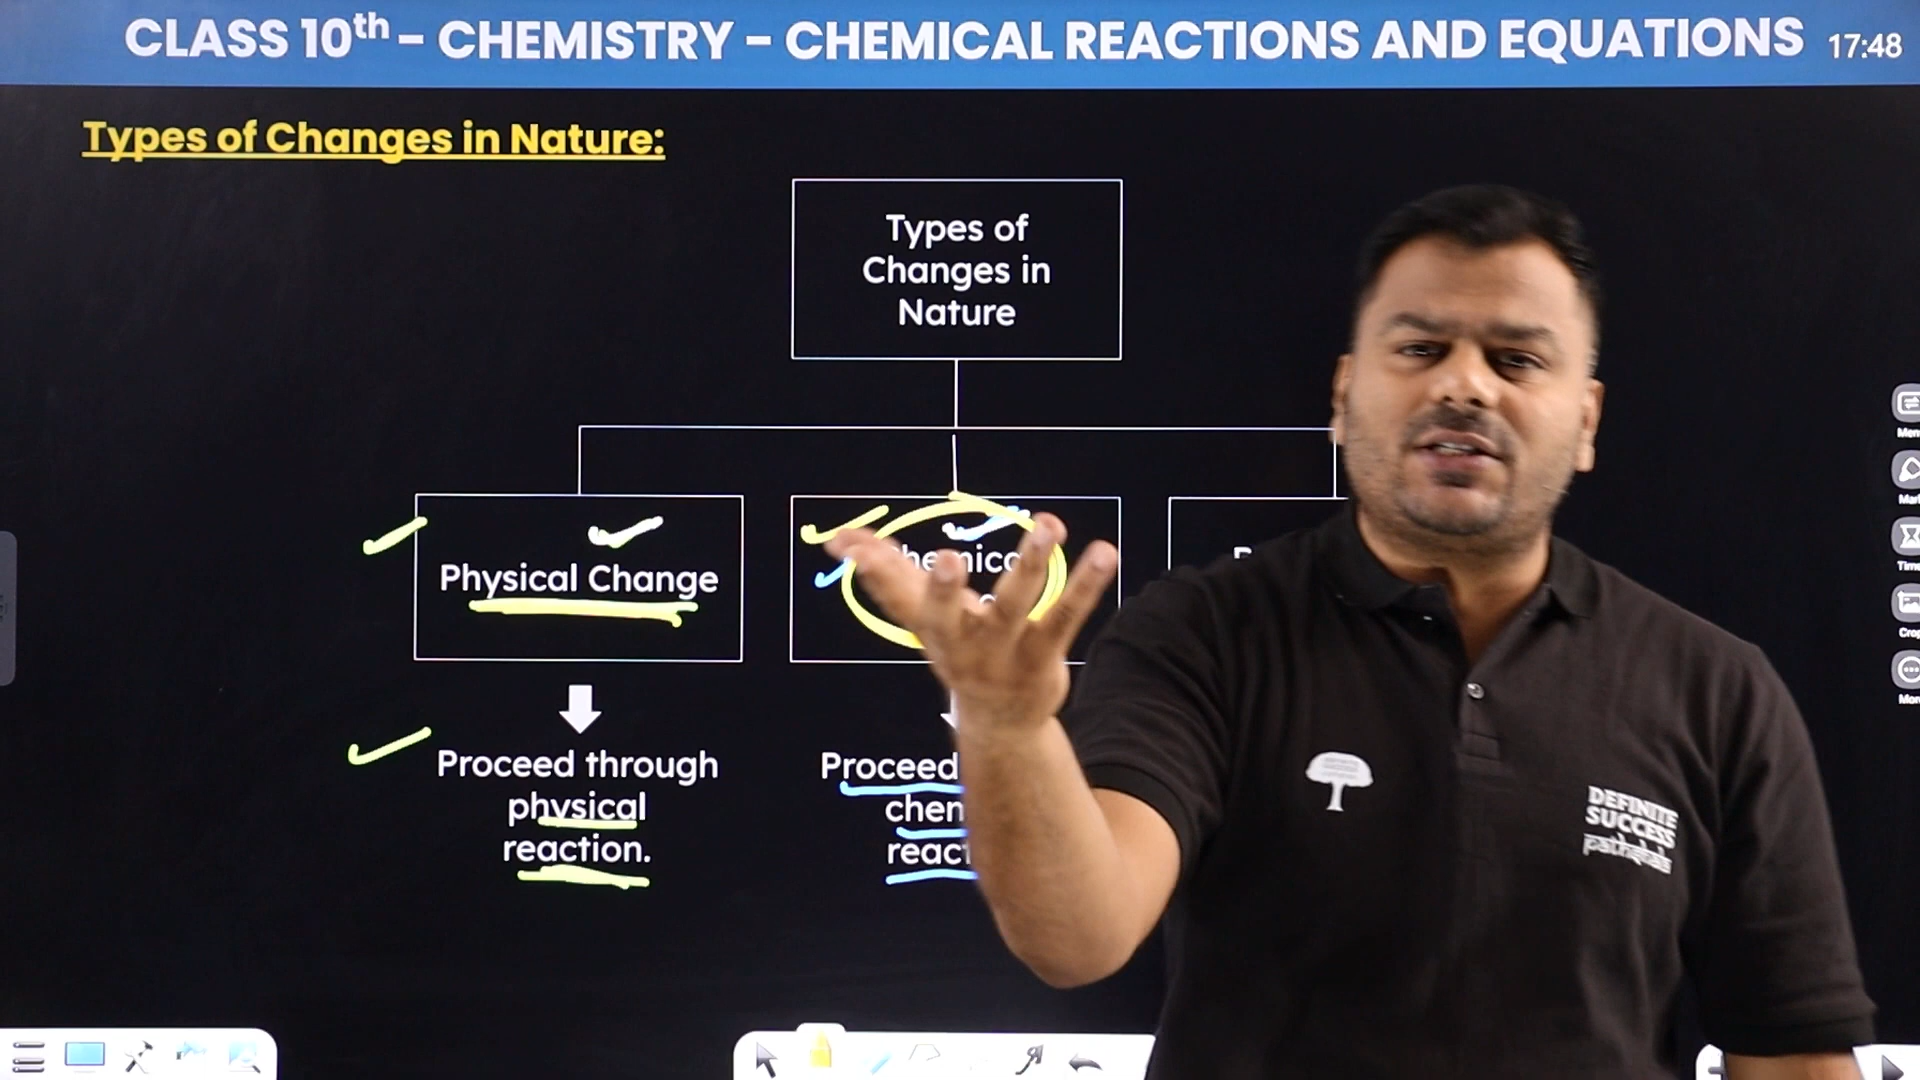 CLASS 10th - CHEMISTRY - CHEMICAL REACTIONS AND EQUATIONS
17:48
Types of Changes in Nature:
Types of
Changes in
Nature
Physical Change
Proceed through
physical
reaction.
Proceed
DEFINITE
SUCCESS